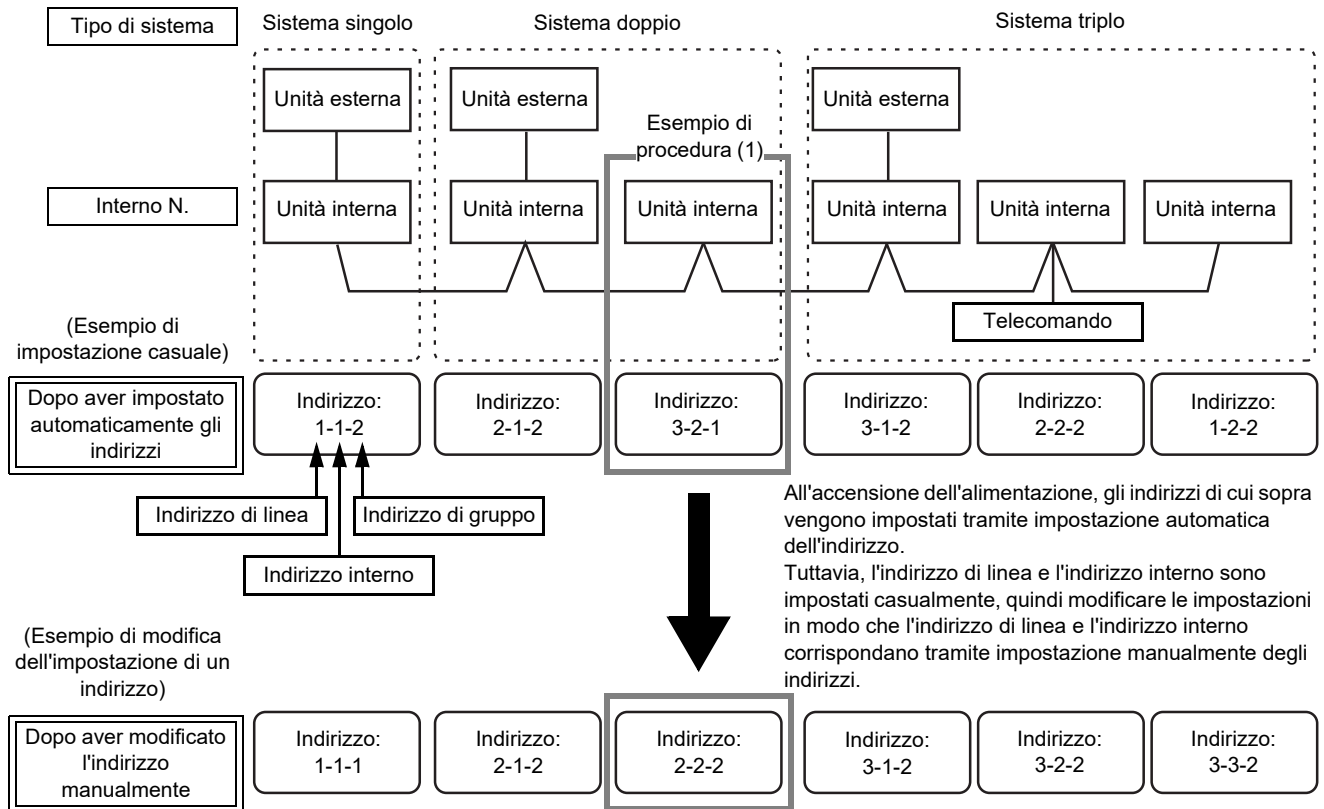 Tipo di sistema
Sistema singolo
Sistema doppio
Sistema triplo
Unità esterna
Unità esterna
Unità esterna
Esempio di
procedura (1)
Interno N.
Unità interna
Unità interna
Unità interna
Unità interna
Unità interna
Unità interna
Telecomando
(Esempio di
impostazione casuale)
Dopo aver impostato
automaticamente gli
indirizzi
Indirizzo:
1-1-2
Indirizzo:
2-1-2
Indirizzo:
3-2-1
Indirizzo:
3-1-2
Indirizzo:
2-2-2
Indirizzo:
1-2-2
Indirizzo di linea
Indirizzo di gruppo
Indirizzo interno
All'accensione dell'alimentazione, gli indirizzi di cui sopra
vengono impostati tramite impostazione automatica
dell'indirizzo.
Tuttavia, l'indirizzo di linea e l'indirizzo interno sono
impostati casualmente, quindi modificare le impostazioni
in modo che l'indirizzo di linea e l'indirizzo interno
corrispondano tramite impostazione manualmente degli
indirizzi.
(Esempio di modifica
dell'impostazione di un
indirizzo)
Dopo aver modificato
l'indirizzo
manualmente
Indirizzo:
1-1-1
Indirizzo:
2-1-2
Indirizzo:
2-2-2
Indirizzo:
3-1-2
Indirizzo:
3-2-2
Indirizzo:
3-3-2